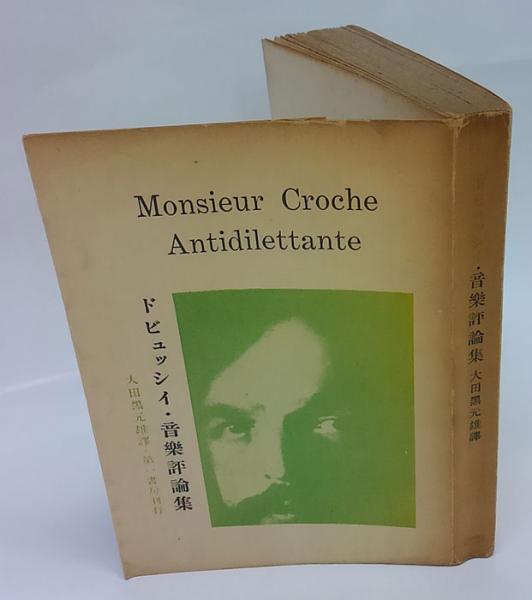 Monsieur Croche
Antidilettante
ドビュッシイ・音樂評論集
大田黑元雄譯・第一書房刊行
・音樂評論集 大田黑元雄譯